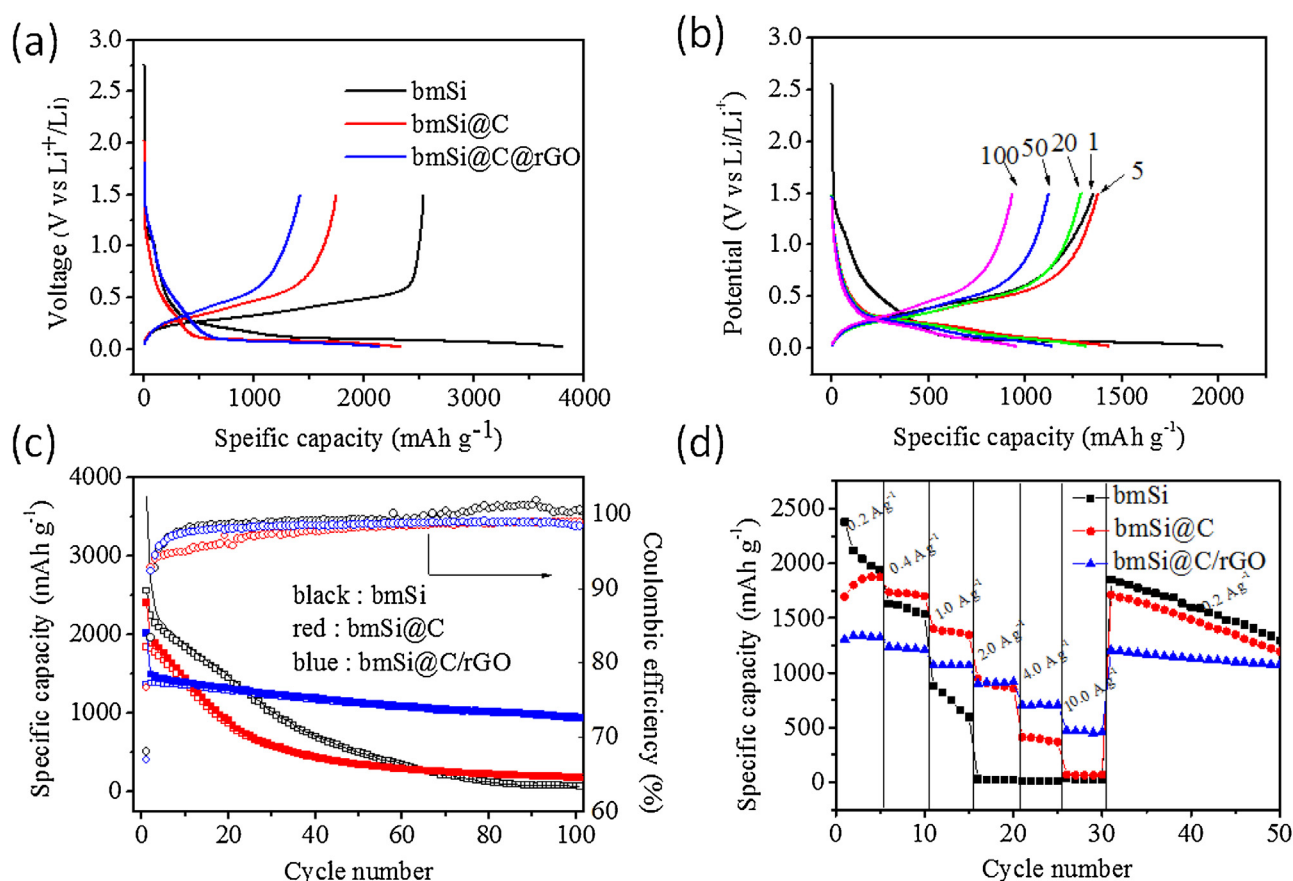 (a)
3.0
2.5
2.0
1.5
1.0
0.5
0.0
Voltage (V vs Li⁺/Li)
bmSi
bmSi@C
bmSi@C@rGO
0 1000 2000 3000 4000
Speific capacity (mAh g⁻¹)
(b)
3.0
2.5
2.0
1.5
1.0
0.5
0.0
Potential (V vs Li/Li⁺)
100 50 20 1 5
0 500 1000 1500 2000
Specific capacity (mAh g⁻¹)
(c)
4000
3000
2000
1000
0
Specific capacity (mAh g⁻¹)
black : bmSi
red : bmSi@C
blue : bmSi@C/rGO
100
90
80
70
60
Coulombic efficiency (%)
0 20 40 60 80 100
Cycle number
(d)
2500
2000
1500
1000
500
0
Specific capacity (mAh g⁻¹)
bmSi
bmSi@C
bmSi@C/rGO
0.2 Ag⁻¹
0.4 Ag⁻¹
1.0 Ag⁻¹
2.0 Ag⁻¹
4.0 Ag⁻¹
10.0 Ag⁻¹
0.2 Ag⁻¹
0 10 20 30 40 50
Cycle number